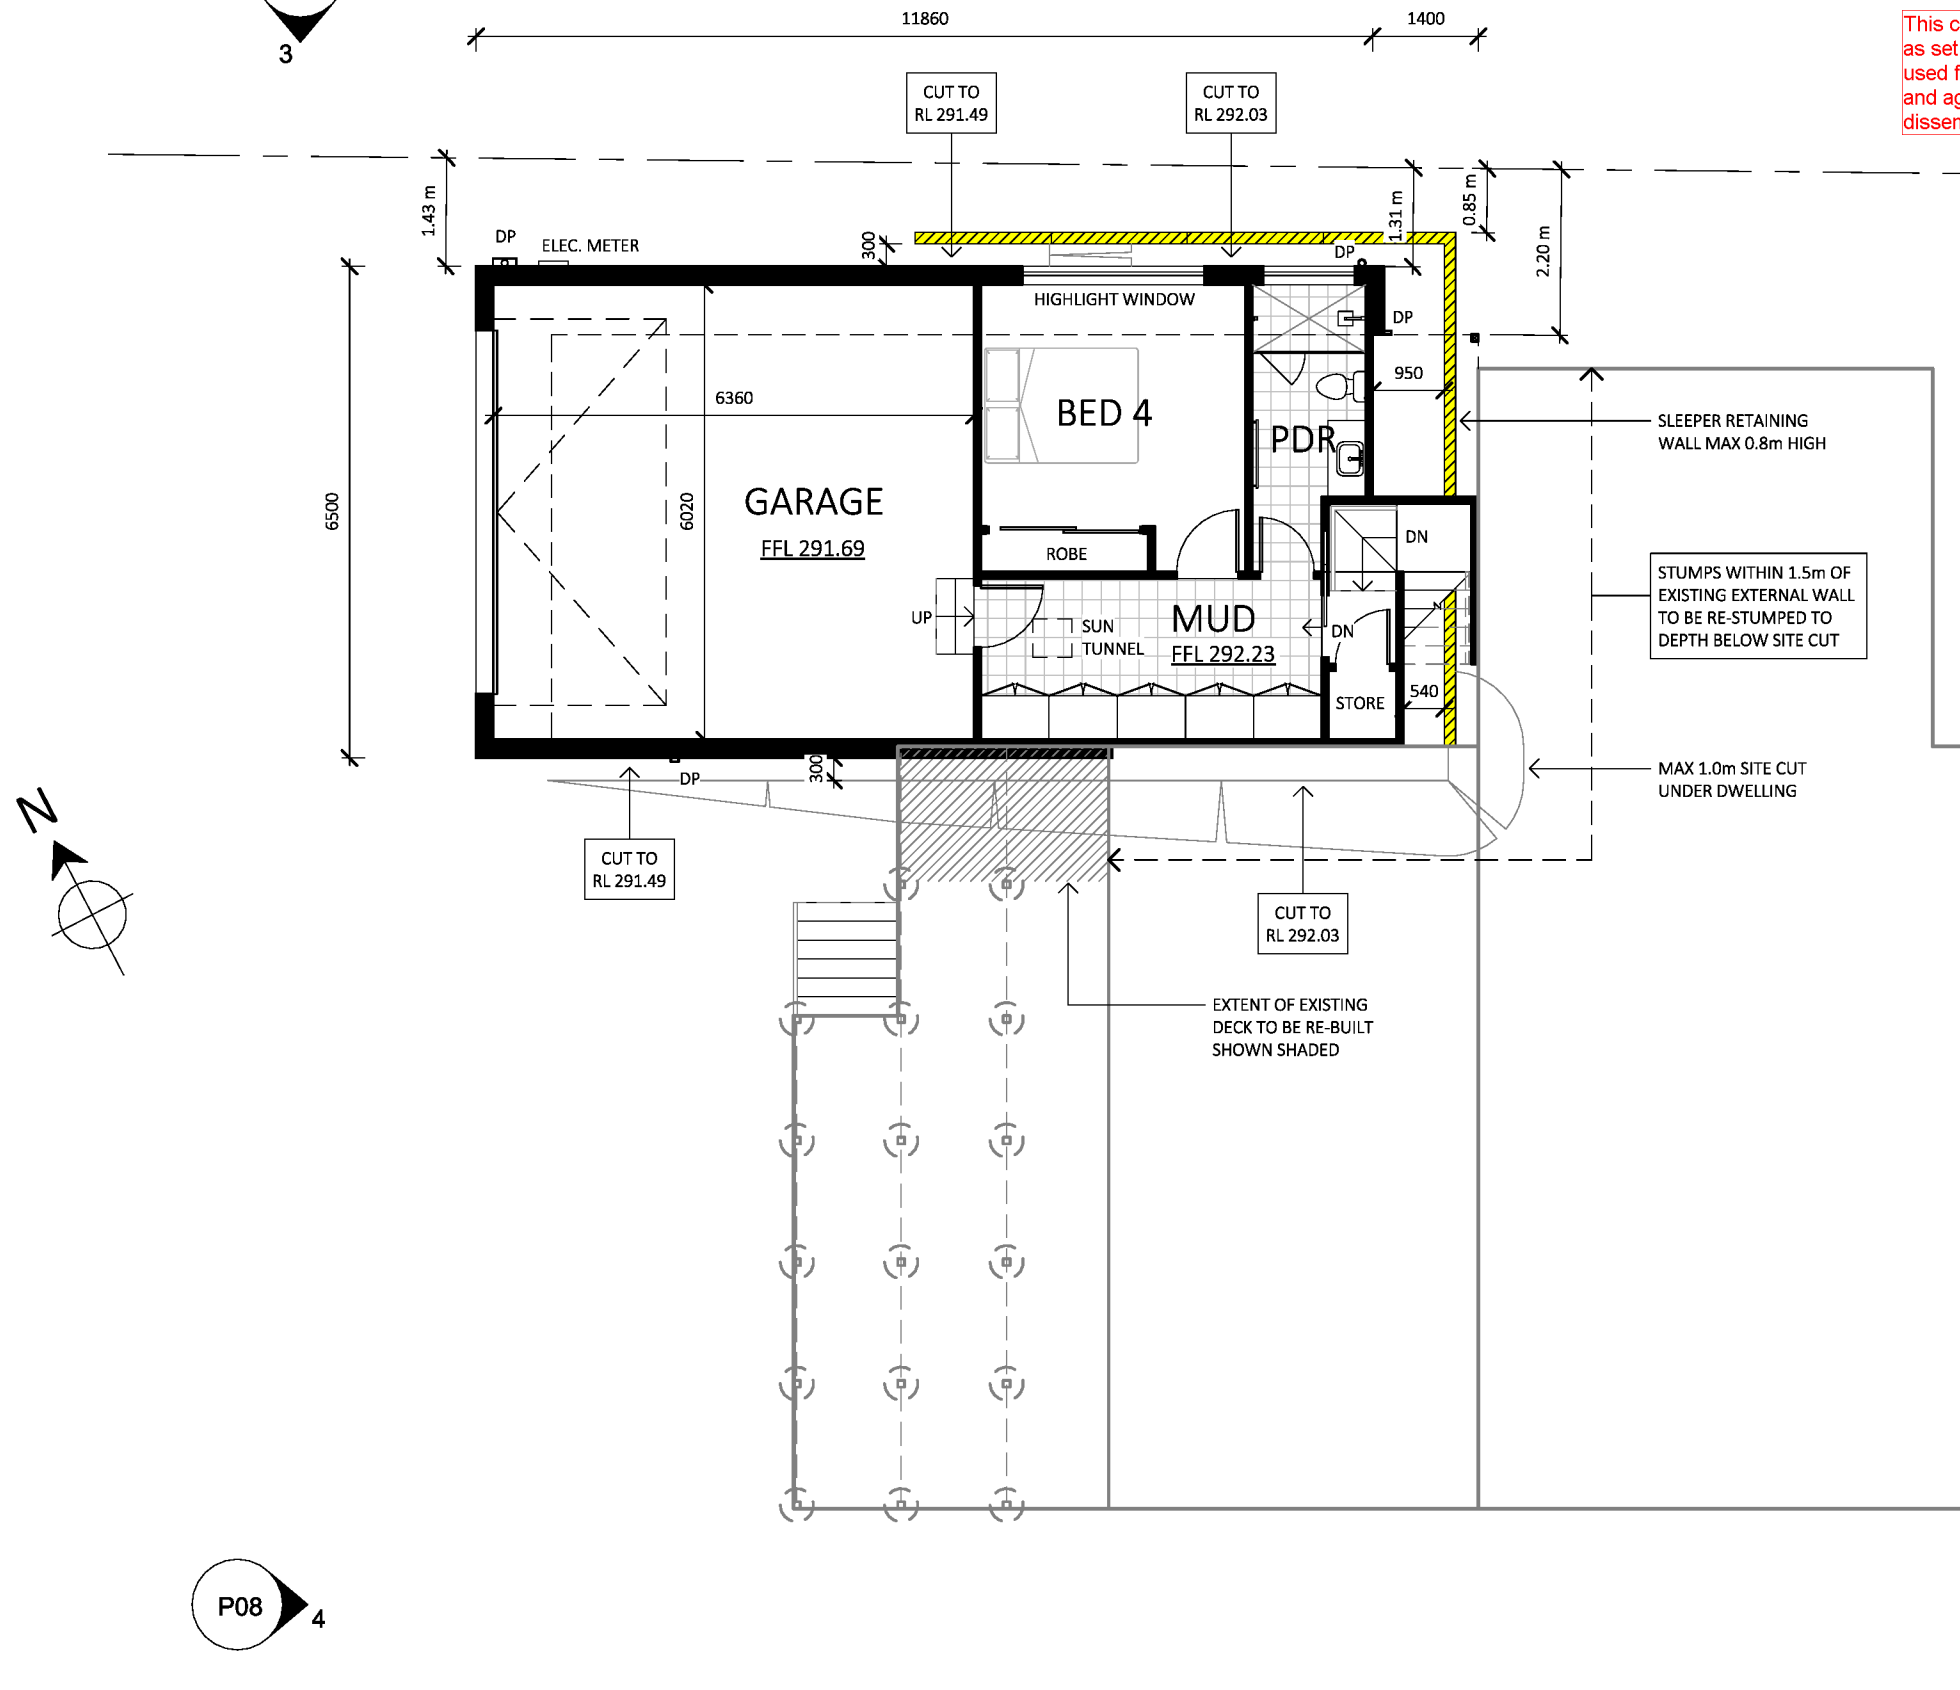 11860
1400
3
This c
as set
used f
and ag
disser
CUT TO
RL 291.49
CUT TO
RL 292.03
1.43 m
1.31 m
0.85 m
2.20 m
DP
ELEC. METER
300
DP
HIGHLIGHT WINDOW
DP
950
6360
BED 4
PDR
SLEEPER RETAINING
WALL MAX 0.8m HIGH
6500
6020
GARAGE
FFL 291.69
ROBE
DN
STUMPS WITHIN 1.5m OF
EXISTING EXTERNAL WALL
TO BE RE-STUMPED TO
DEPTH BELOW SITE CUT
UP
SUN
TUNNEL
MUD
FFL 292.23
DN
STORE
540
DP
300
MAX 1.0m SITE CUT
UNDER DWELLING
N
CUT TO
RL 291.49
CUT TO
RL 292.03
EXTENT OF EXISTING
DECK TO BE RE-BUILT
SHOWN SHADED
P08
4